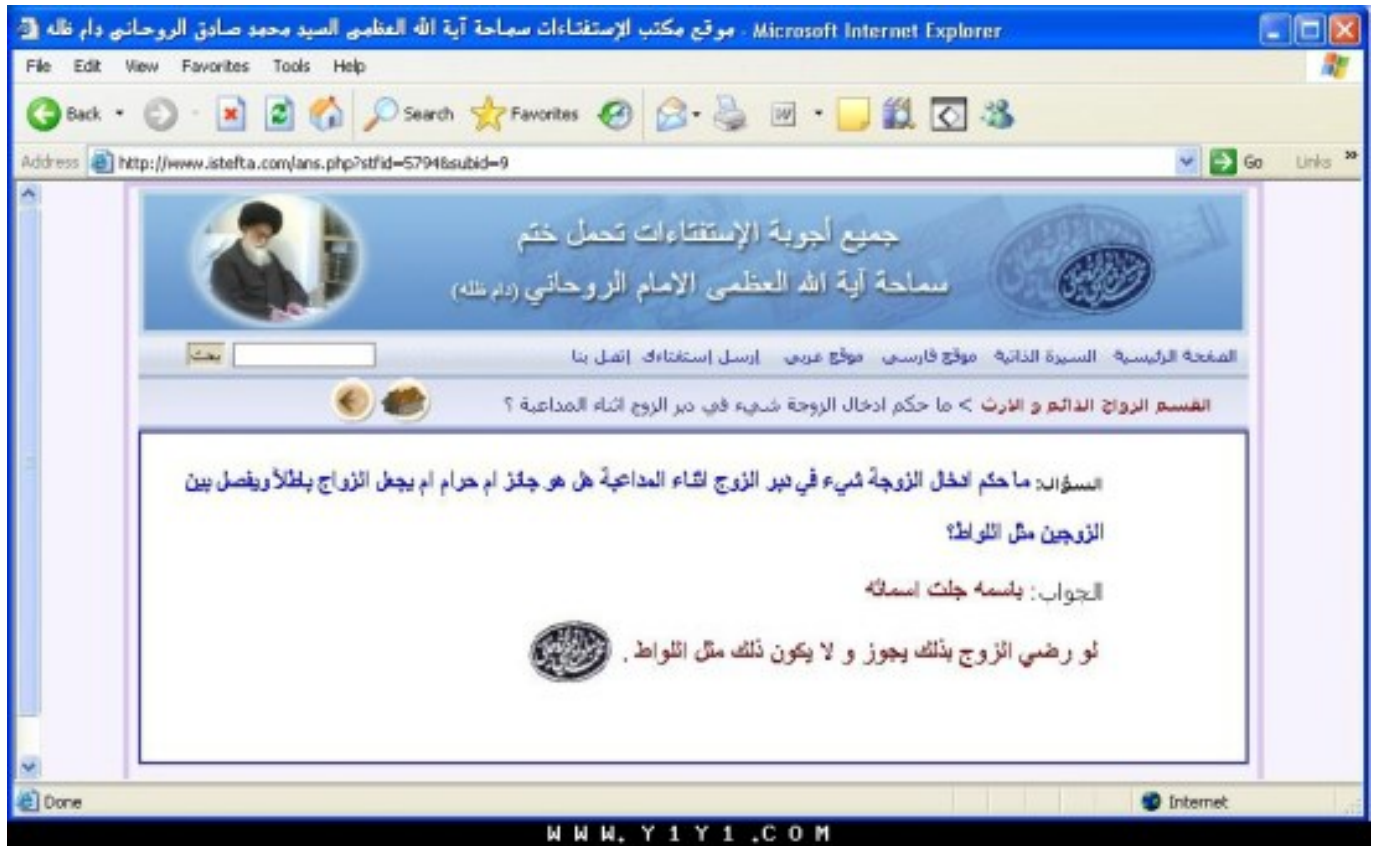 موقع مكتب الإستفتاءات سماحة آية الله العظمى السيد محمد صادق الروحاني دام ظله - Microsoft Internet Explorer
File Edit View Favorites Tools Help
Back Search Favorites
Address http://www.istefta.com/ans.php?stfid=5794&subid=9 Go Links
جميع أجوبة الإستفتاءات تحمل ختم
سماحة آية الله العظمى الامام الروحاني (دام ظله)
الصفحة الرئيسية السيرة الذاتية موقع فارسي موقع عربي إرسل إستفتاءك إتصل بنا بحث
القسم الزواج الدائم و الارث > ما حكم ادخال الزوجة شيء في دبر الزوج اثناء المداعبة ؟
السؤال: ما حكم ادخال الزوجة شيء في دبر الزوج اثناء المداعبة هل هو جائز ام حرام ام يجعل الزواج باطلاً ويفصل بين
الزوجين مثل اللواط؟
الجواب: باسمه جلت اسمائه
لو رضي الزوج بذلك يجوز و لا يكون ذلك مثل اللواط .
Done Internet
WWW.Y1Y1.COM